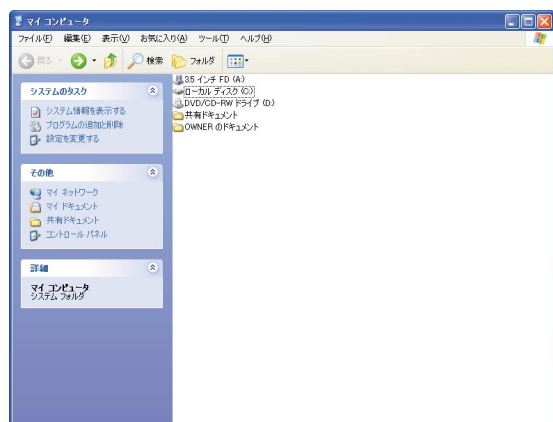 マイ コンピュータ
ファイル(F) 編集(E) 表示(V) お気に入り(A) ツール(T) ヘルプ(H)
戻る 検索 フォルダ
システムのタスク
システム情報を表示する
プログラムの追加と削除
設定を変更する
その他
マイ ネットワーク
マイ ドキュメント
共有ドキュメント
コントロール パネル
詳細
マイ コンピュータ
システム フォルダ
3.5 インチ FD (A:)
ローカル ディスク (C:)
DVD/CD-RW ドライブ (D:)
共有ドキュメント
OWNER のドキュメント